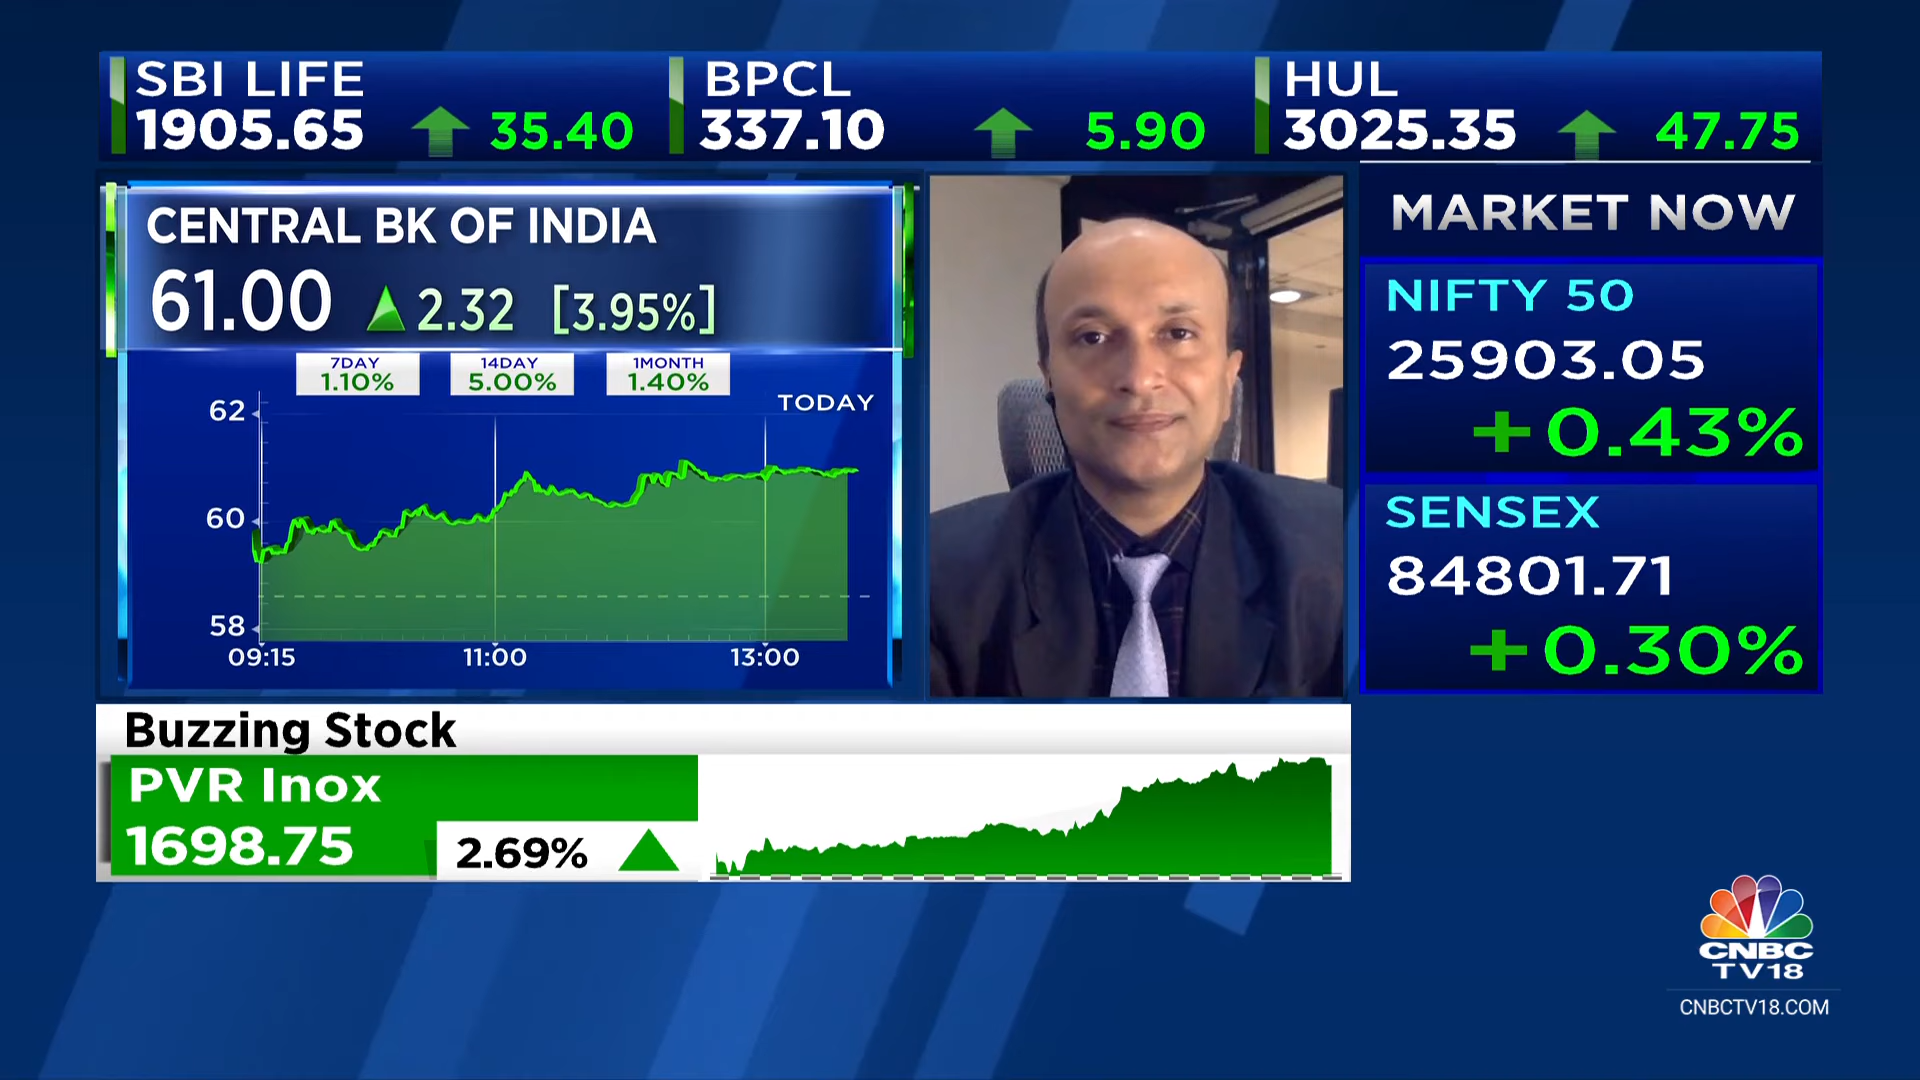 SBI LIFE
1905.65 35.40
BPCL
337.10 5.90
HUL
3025.35 47.75
CENTRAL BK OF INDIA
61.00 2.32 [3.95%]
7DAY
1.10%
14DAY
5.00%
1MONTH
1.40%
TODAY
62
60
58
09:15 11:00 13:00
MARKET NOW
NIFTY 50
25903.05
+0.43%
SENSEX
84801.71
+0.30%
Buzzing Stock
PVR Inox
1698.75
2.69%
CNBC
TV18
CNBCTV18.COM